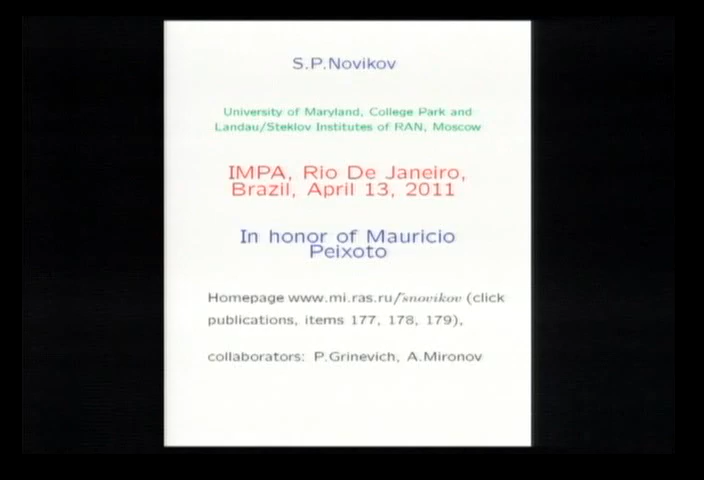 S.P.Novikov
University of Maryland, College Park and
Landau/Steklov Institutes of RAN, Moscow
IMPA, Rio De Janeiro,
Brazil, April 13, 2011
In honor of Mauricio
Peixoto
Homepage www.mi.ras.ru/˜snovikov (click
publications, items 177, 178, 179),
collaborators: P.Grinevich, A.Mironov